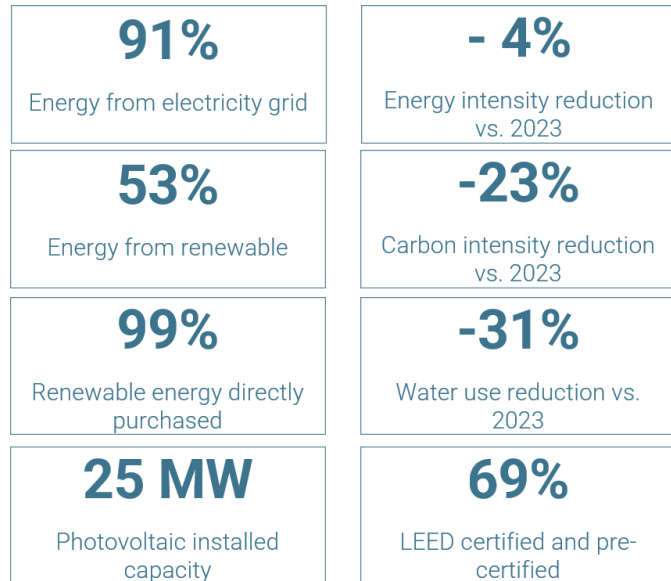 91%
Energy from electricity grid
- 4%
Energy intensity reduction
vs. 2023
53%
Energy from renewable
-23%
Carbon intensity reduction
vs. 2023
99%
Renewable energy directly
purchased
-31%
Water use reduction vs.
2023
25 MW
Photovoltaic installed
capacity
69%
LEED certified and pre-
certified